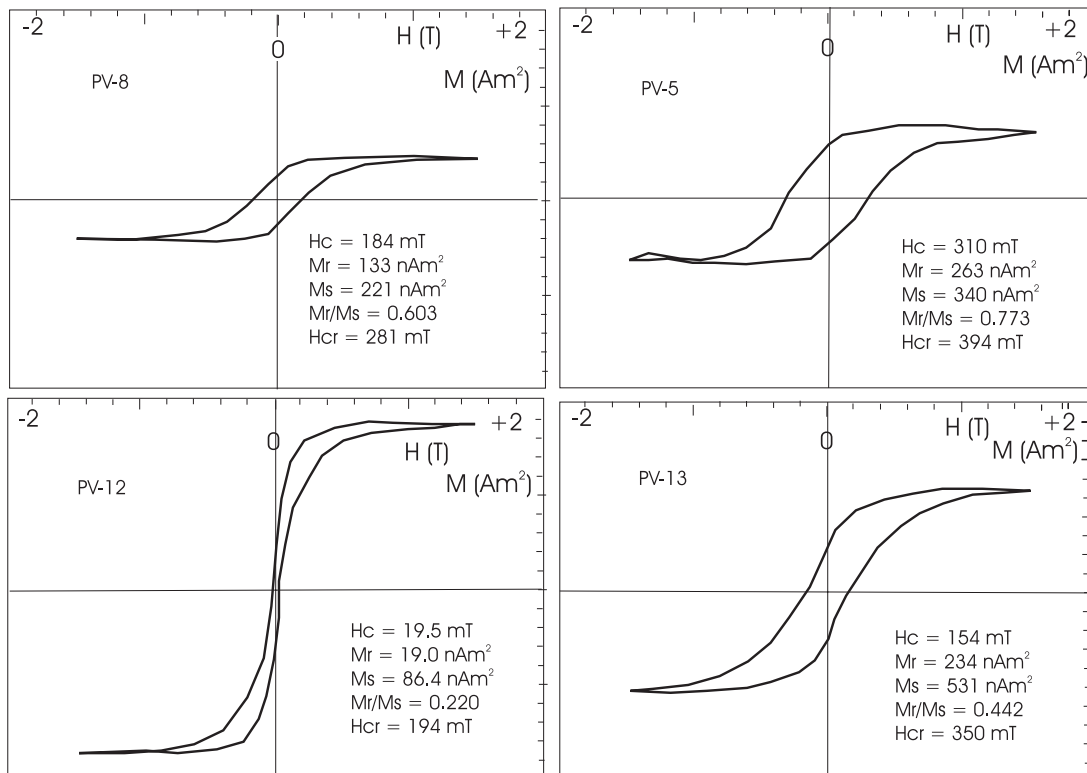 -2
+2
H (T)
0
M (Am²)
PV-8
Hc = 184 mT
Mr = 133 nAm²
Ms = 221 nAm²
Mr/Ms = 0.603
Hcr = 281 mT
-2
+2
H (T)
0
M (Am²)
PV-5
Hc = 310 mT
Mr = 263 nAm²
Ms = 340 nAm²
Mr/Ms = 0.773
Hcr = 394 mT
-2
+2
0
H (T)
M (Am²)
PV-12
Hc = 19.5 mT
Mr = 19.0 nAm²
Ms = 86.4 nAm²
Mr/Ms = 0.220
Hcr = 194 mT
-2
+2
0
H (T)
M (Am²)
PV-13
Hc = 154 mT
Mr = 234 nAm²
Ms = 531 nAm²
Mr/Ms = 0.442
Hcr = 350 mT